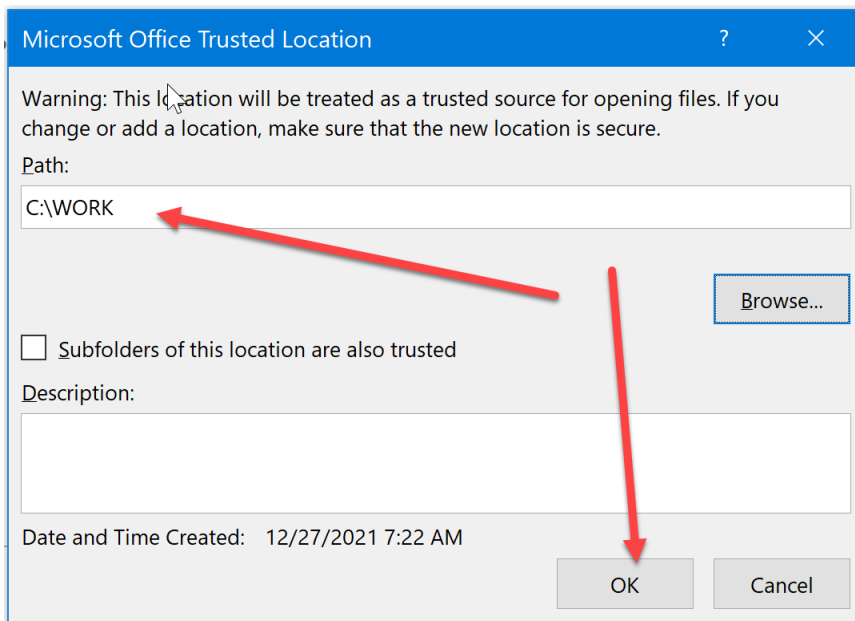 Microsoft Office Trusted Location ?
Warning: This location will be treated as a trusted source for opening files. If you
change or add a location, make sure that the new location is secure.
Path:
C:\WORK
Browse...
Subfolders of this location are also trusted
Description:
Date and Time Created: 12/27/2021 7:22 AM
OK Cancel